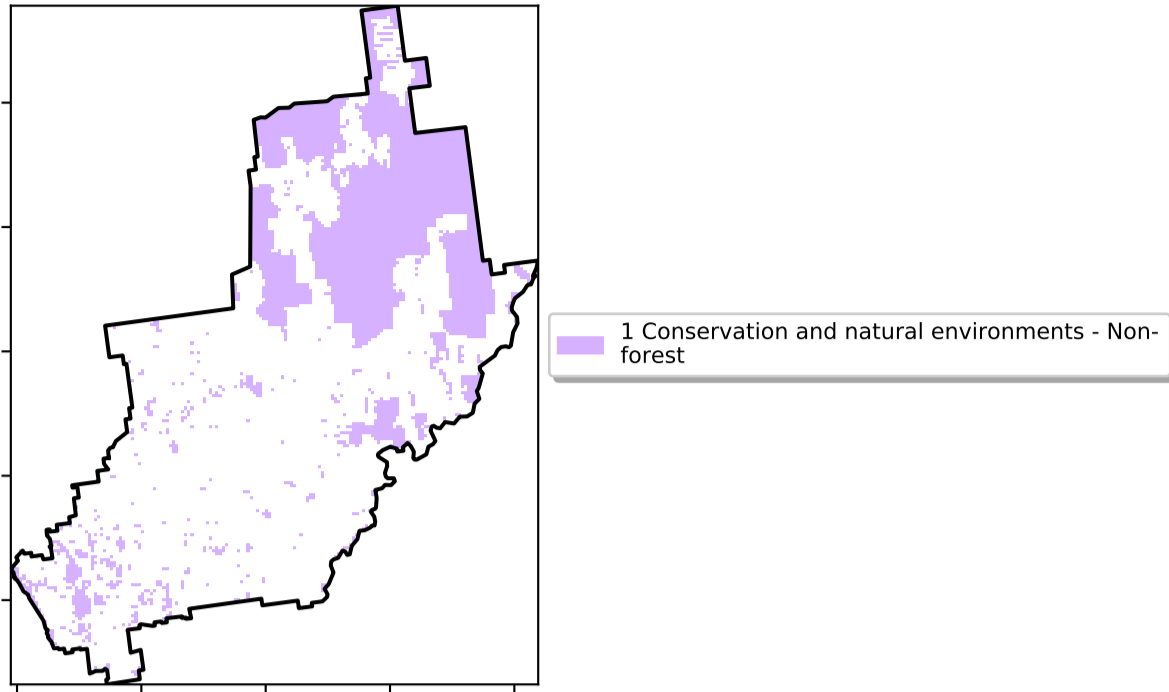 1 Conservation and natural environments - Non-
forest